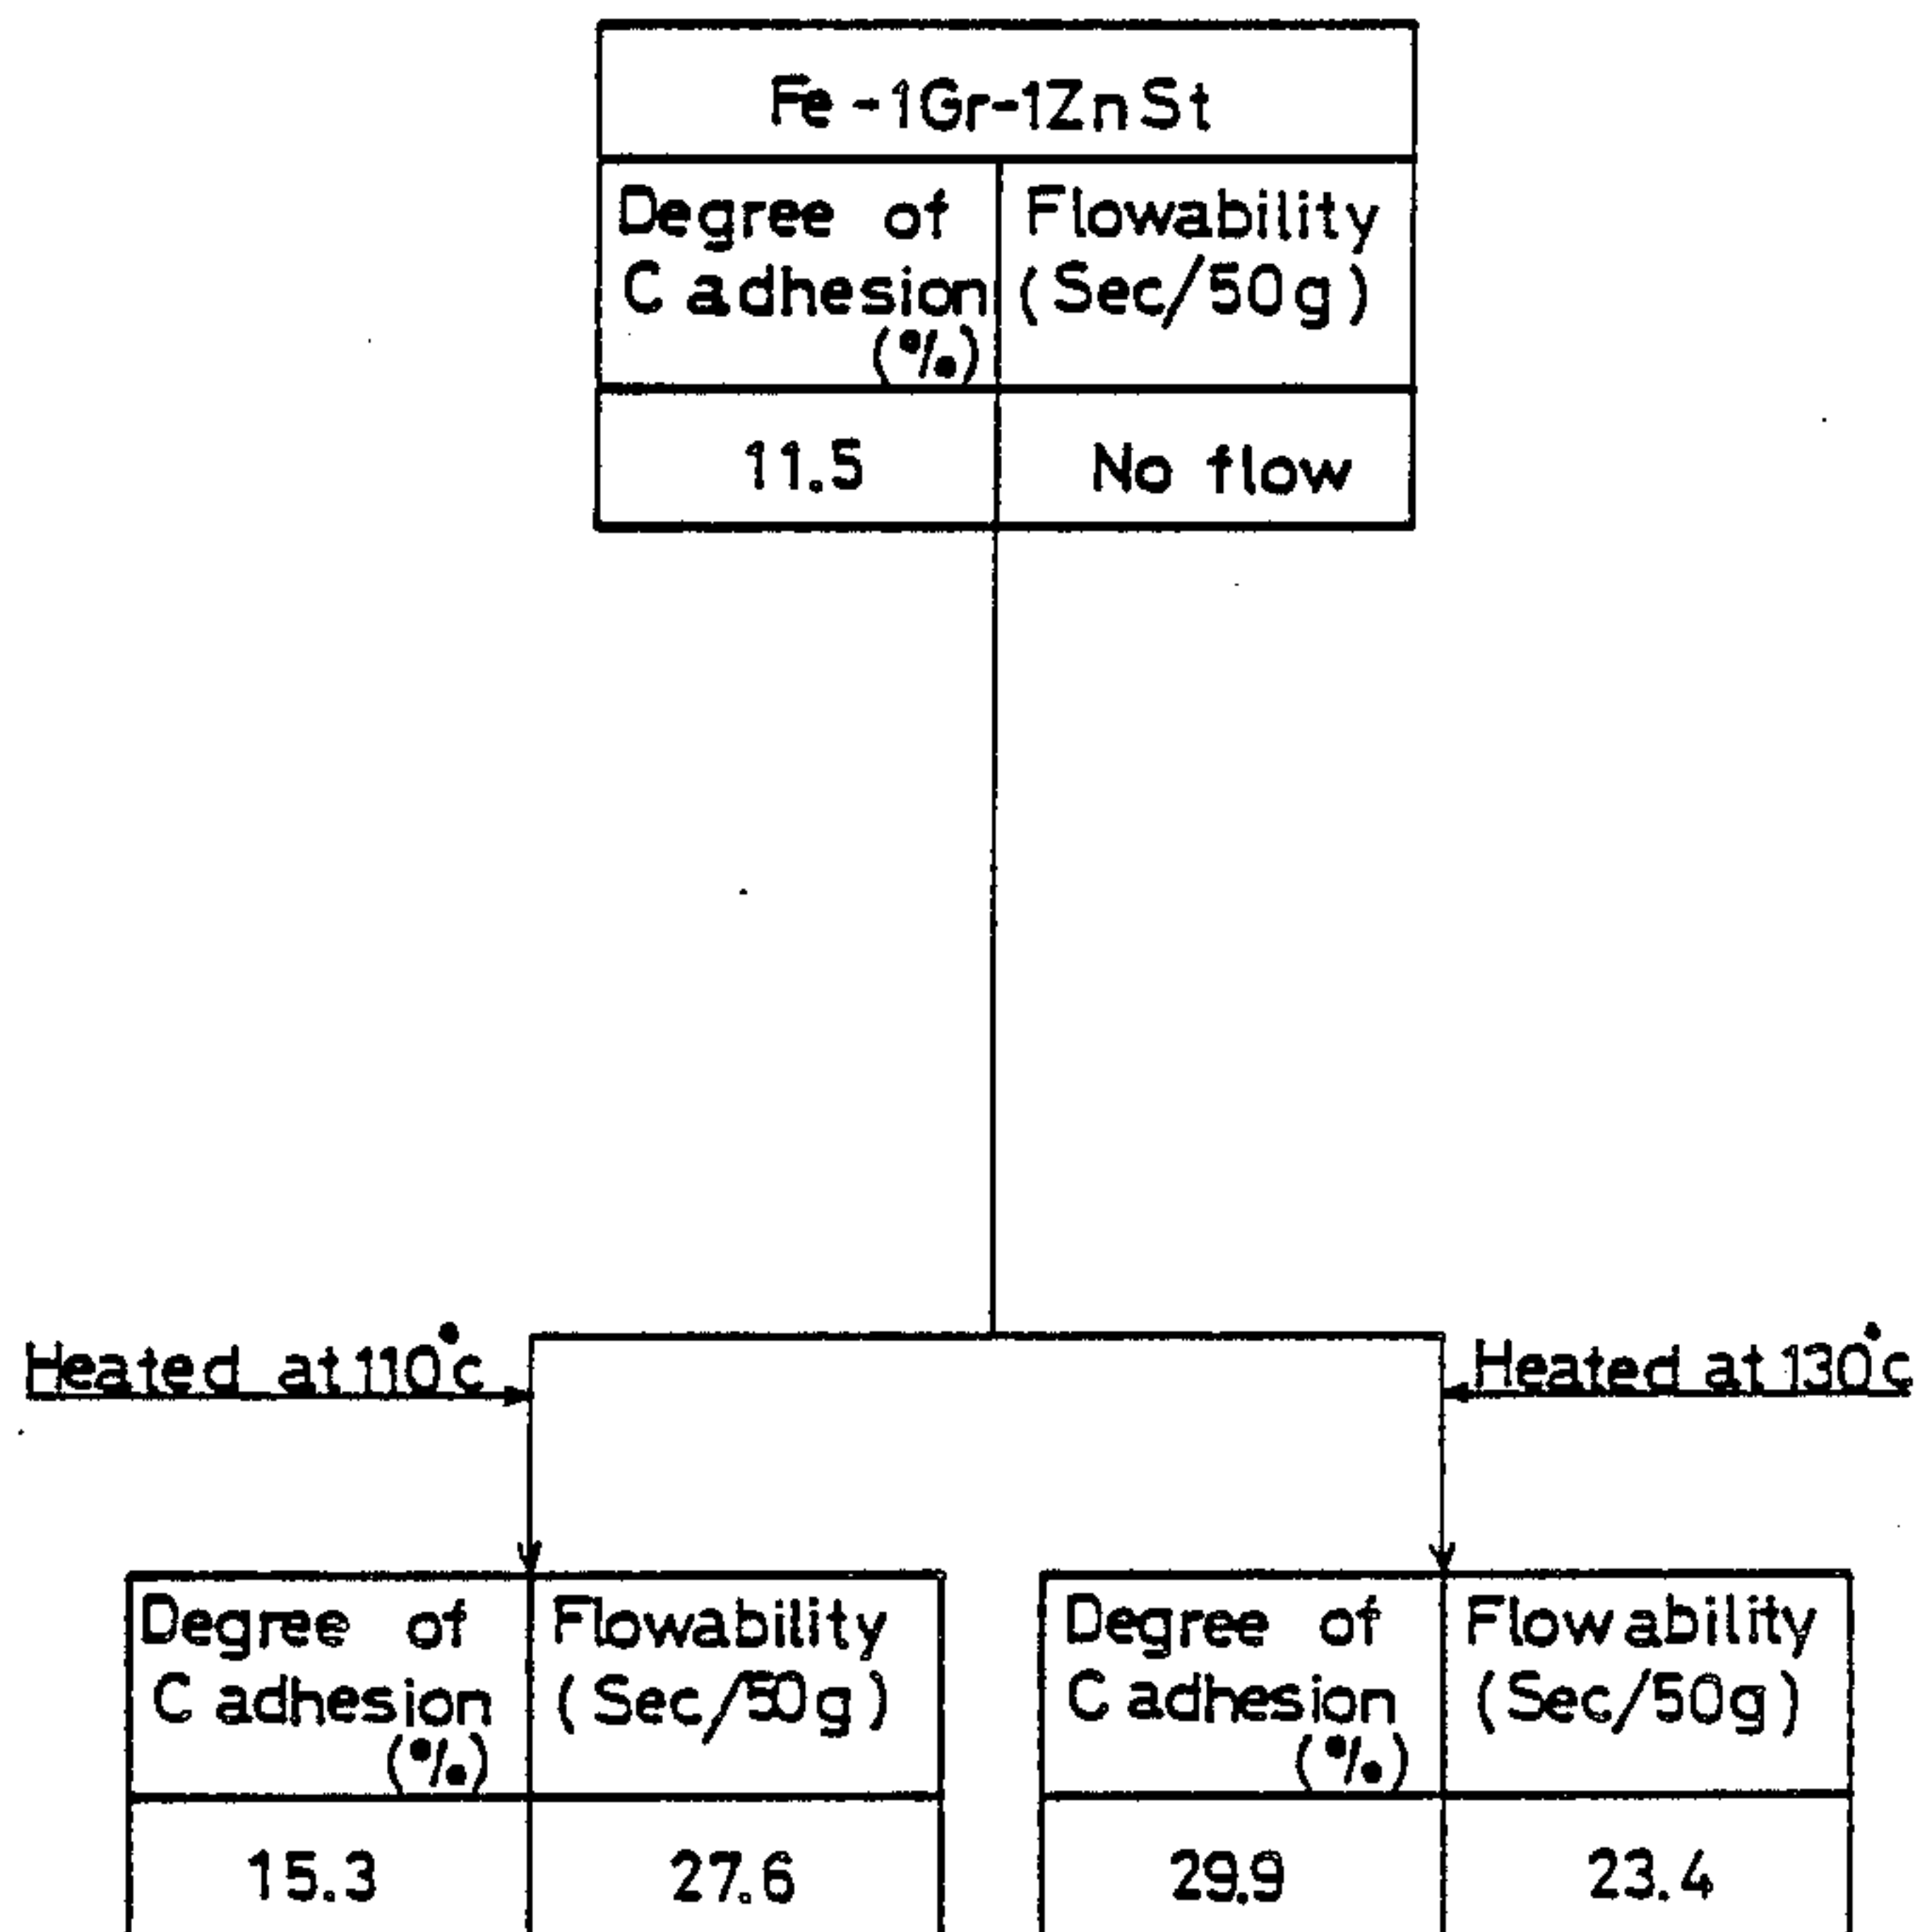 Fe-1Gr-1ZnSt
Degree of
C adhesion
(%)
Flowability
(Sec/50g)
11.5
No flow
Heated at 110°c
Heated at 130°c
Degree of
C adhesion
(%)
Flowability
(Sec/50g)
Degree of
C adhesion
(%)
Flowability
(Sec/50g)
15.3
27.6
29.9
23.4